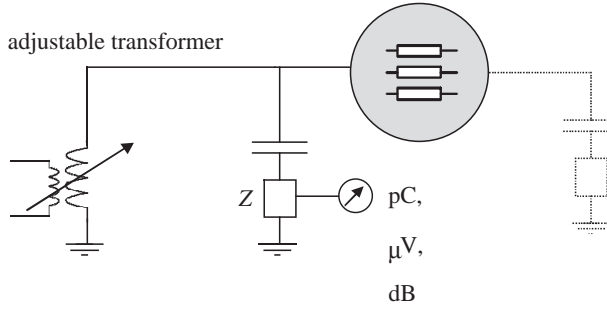 adjustable transformer
Z
pC,
μV,
dB